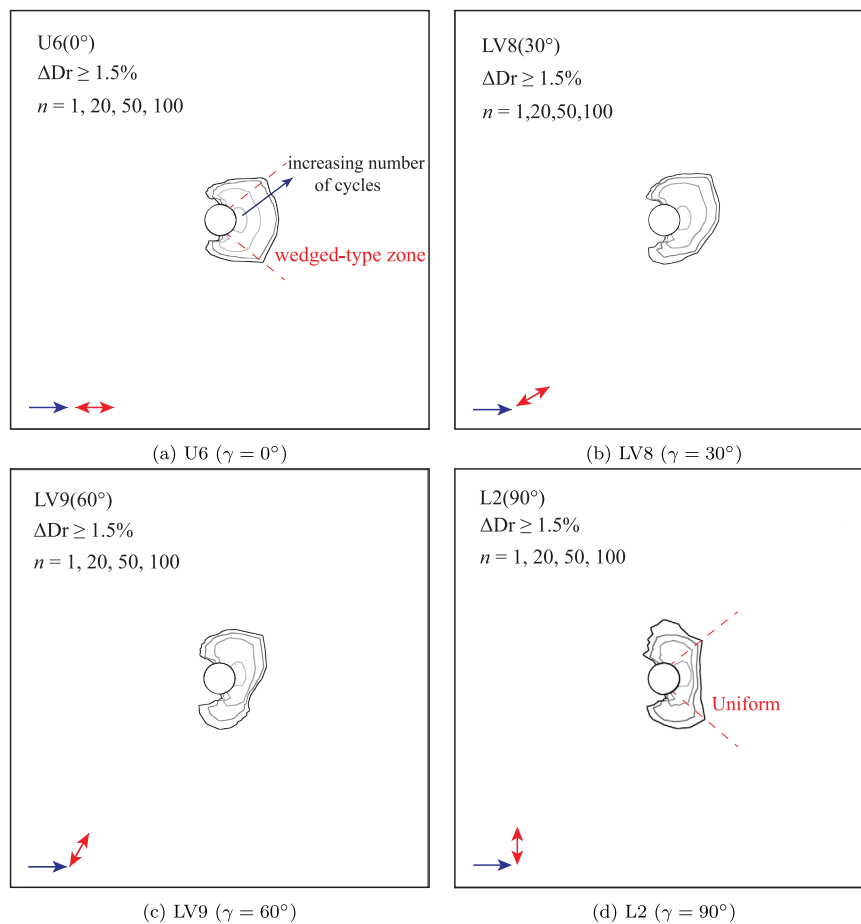 U6(0°)
ΔDr ≥ 1.5%
n = 1, 20, 50, 100
increasing number
of cycles
wedged-type zone
(a) U6 (γ = 0°)
LV8(30°)
ΔDr ≥ 1.5%
n = 1,20,50,100
(b) LV8 (γ = 30°)
LV9(60°)
ΔDr ≥ 1.5%
n = 1, 20, 50, 100
(c) LV9 (γ = 60°)
L2(90°)
ΔDr ≥ 1.5%
n = 1, 20, 50, 100
Uniform
(d) L2 (γ = 90°)